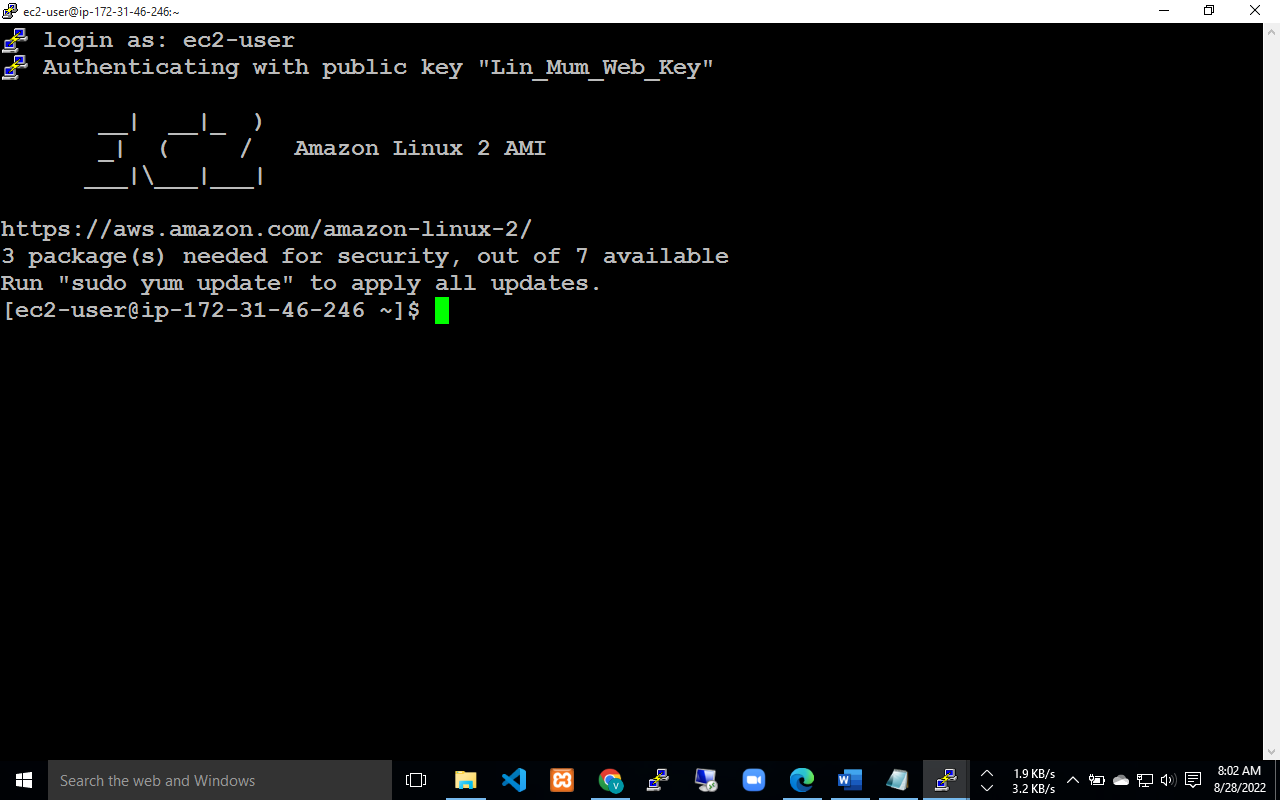 ec2-user@ip-172-31-46-246:~
login as: ec2-user
Authenticating with public key "Lin_Mum_Web_Key"
       __|  __|_  )
       _|  (     /   Amazon Linux 2 AMI
      ___|\___|___|
https://aws.amazon.com/amazon-linux-2/
3 package(s) needed for security, out of 7 available
Run "sudo yum update" to apply all updates.
[ec2-user@ip-172-31-46-246 ~]$
Search the web and Windows
1.9 KB/s
3.2 KB/s
8:02 AM
8/28/2022